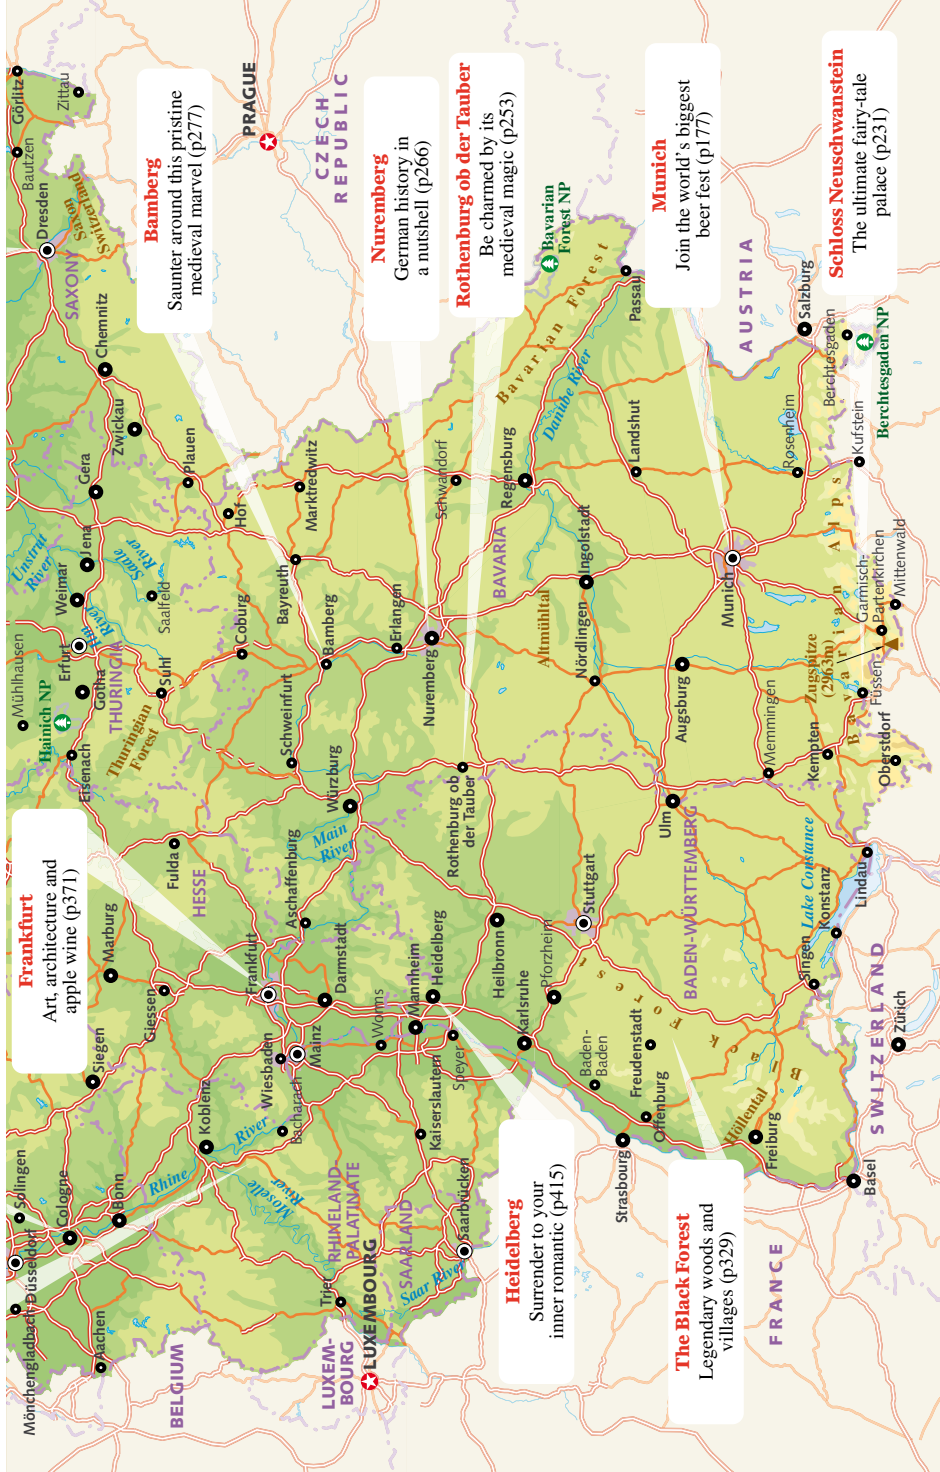 Frankfurt
Art, architecture and
apple wine (p371)
Bamberg
Saunter around this pristine
medieval marvel (p277)
Nuremberg
German history in
a nutshell (p266)
Rothenburg ob der Tauber
Be charmed by its
medieval magic (p253)
Munich
Join the world's biggest
beer fest (p177)
Schloss Neuschwanstein
The ultimate fairy-tale
palace (p231)
Heidelberg
Surrender to your
inner romantic (p415)
The Black Forest
Legendary woods and
villages (p329)
Mönchengladbach
Düsseldorf
Solingen
Cologne
Aachen
Bonn
Siegen
Marburg
Giessen
Fulda
HESSE
Eisenach
Hainich NP
Mühlhausen
Gotha
Erfurt
Weimar
Jena
Gera
Zwickau
Chemnitz
Dresden
Bautzen
Görlitz
Zittau
SAXONY
Saxon
Switzerland
THURINGIA
Thuringian
Forest
Unstrut
River
Ilm
River
Saale
River
Saalfeld
Suhl
Plauen
Hof
Coburg
PRAGUE
CZECH
REPUBLIC
BELGIUM
Rhine
River
Koblenz
Moselle
River
Bacharach
Wiesbaden
Mainz
Frankfurt
Aschaffenburg
Darmstadt
Main
River
Würzburg
Schweinfurt
Bamberg
Bayreuth
Marktredwitz
Erlangen
Nuremberg
Schwandorf
LUXEM-
BOURG
LUXEMBOURG
Trier
RHINELAND-
PALATINATE
SAARLAND
Saar River
Saarbrücken
Kaiserslautern
Worms
Mannheim
Speyer
Heidelberg
Heilbronn
Rothenburg ob
der Tauber
BAVARIA
Regensburg
Bavarian Forest
Bavarian
Forest NP
Danube River
Passau
Karlsruhe
Pforzheim
Stuttgart
Baden-
Baden
Altmühltal
Nördlingen
Ingolstadt
Landshut
Strasbourg
Offenburg
Freudenstadt
Black Forest
BADEN-WÜRTTEMBERG
Ulm
Augsburg
Munich
AUSTRIA
Höllental
Freiburg
Memmingen
Rosenheim
Salzburg
Berchtesgaden
Berchtesgaden NP
FRANCE
Basel
SWITZERLAND
Zürich
Singen
Lake Constance
Konstanz
Lindau
Kempten
Oberstdorf
Füssen
Zugspitze
(2963m)
Bavarian Alps
Garmisch-
Partenkirchen
Mittenwald
Kufstein